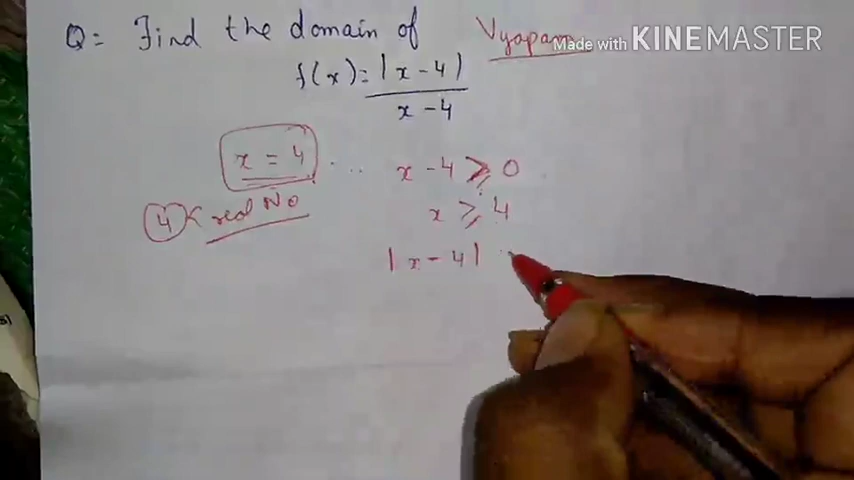 Q= Find the domain of Vyapam
Made with KINEMASTER
f(x)=|x-4|
x-4
x = 4 ... x-4 ≥ 0
4 < real No x ≥ 4
|x-4|